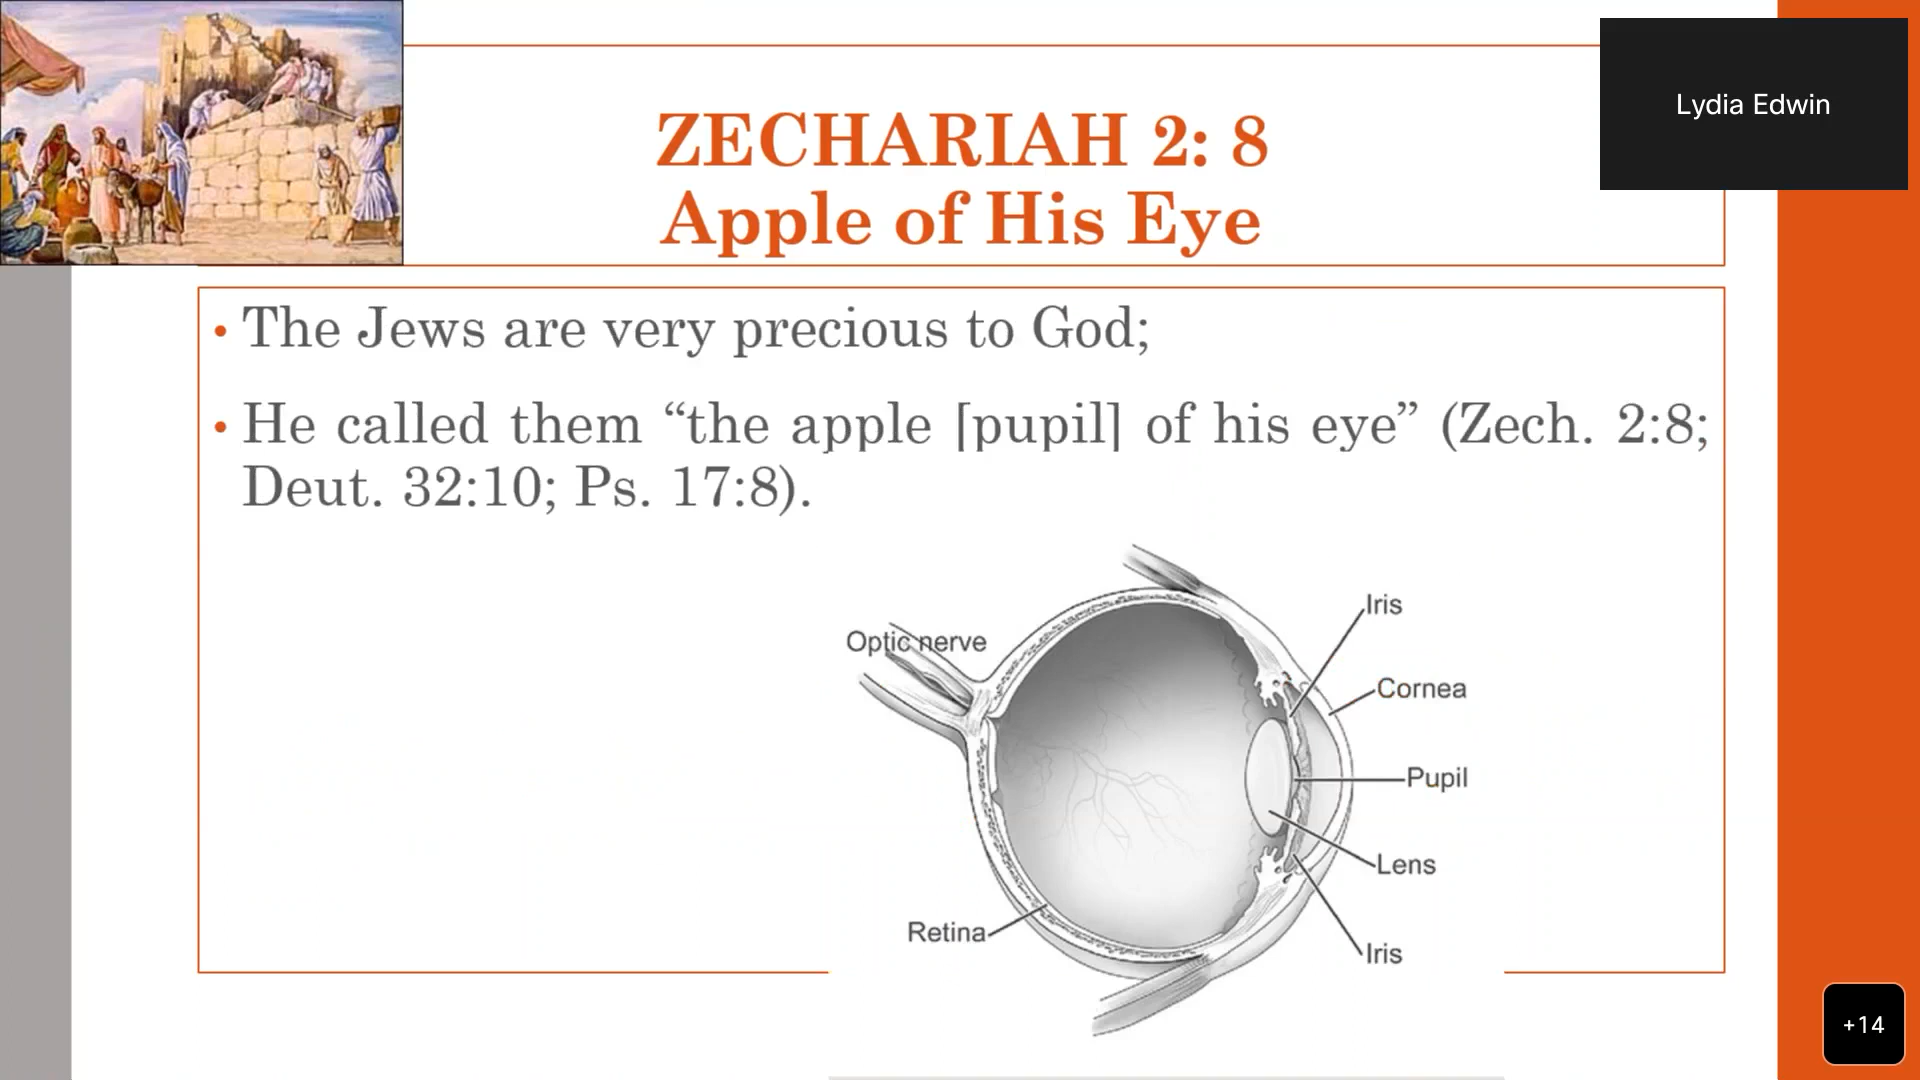 Lydia Edwin
ZECHARIAH 2: 8
Apple of His Eye
• The Jews are very precious to God;
• He called them “the apple [pupil] of his eye” (Zech. 2:8;
Deut. 32:10; Ps. 17:8).
Iris
Optic nerve
Cornea
Pupil
Lens
Retina
Iris
+14